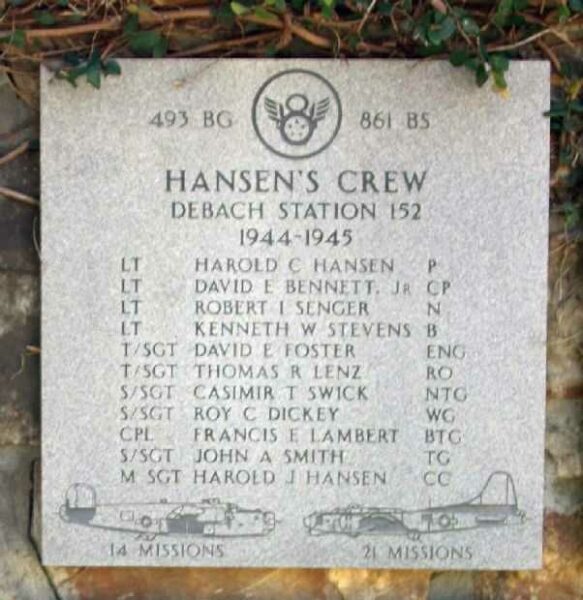 493 BG 8 861 BS
HANSEN'S CREW
DEBACH STATION 152
1944-1945
LT HAROLD C HANSEN P
LT DAVID E BENNETT, JR CP
LT ROBERT I SENGER N
LT KENNETH W STEVENS B
T/SGT DAVID E FOSTER ENG
T/SGT THOMAS R LENZ RO
S/SGT CASIMIR T SWICK NTG
S/SGT ROY C DICKEY WG
CPL FRANCIS E LAMBERT BTG
S/SGT JOHN A SMITH TG
M SGT HAROLD J HANSEN CC
14 MISSIONS 21 MISSIONS